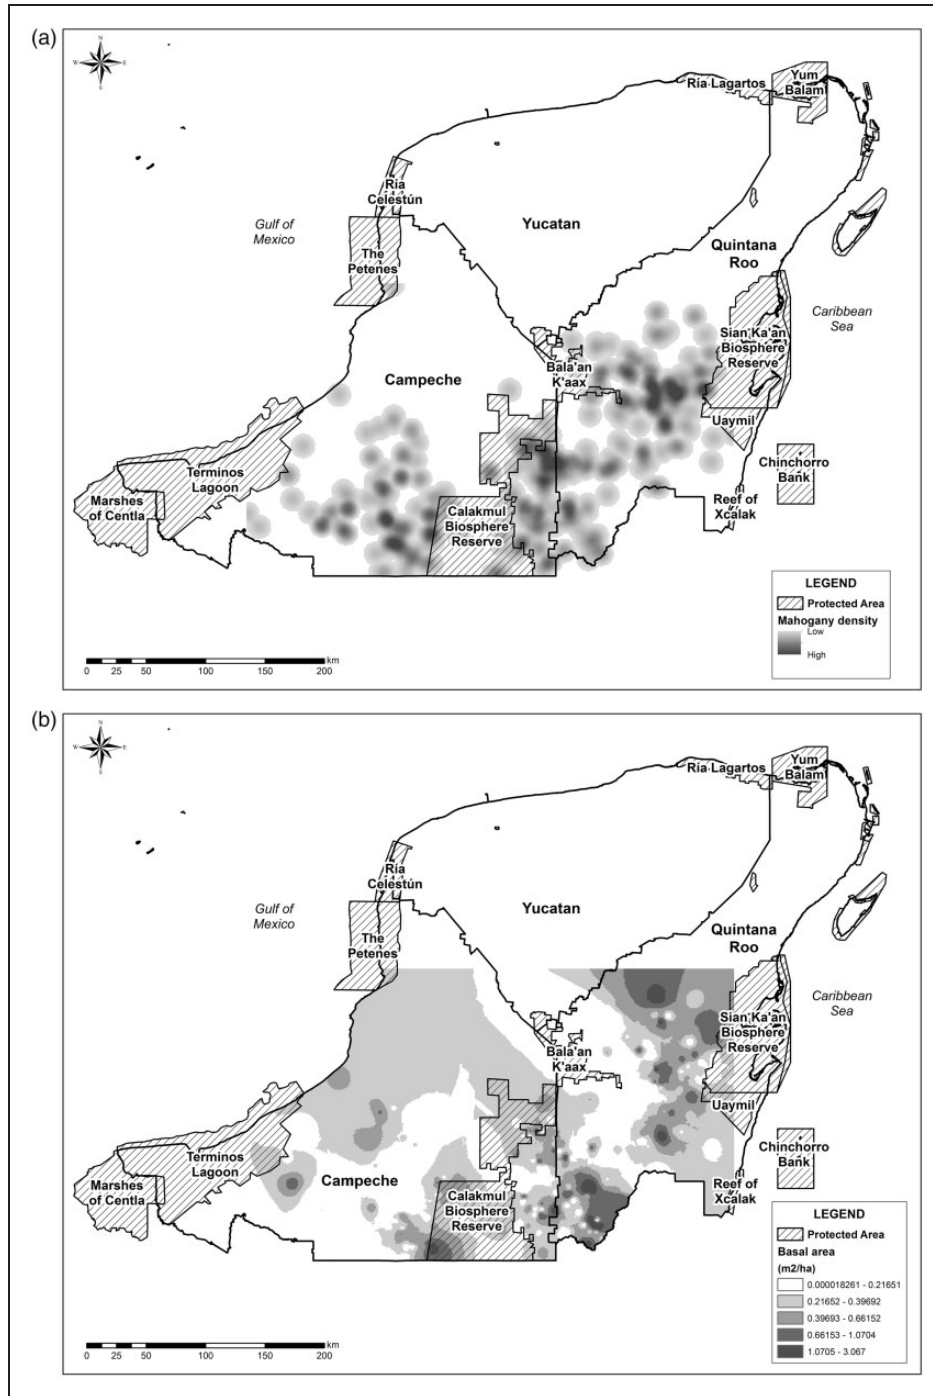 (a)
N
W
E
S
Ría Lagartos
Yum
Balam
Ría
Celestún
Gulf of
Mexico
Yucatan
The
Petenes
Quintana
Roo
Caribbean
Sea
Sian Ka'an
Biosphere
Reserve
Bala'an
K'aax
Campeche
Uaymil
Terminos
Lagoon
Chinchorro
Bank
Marshes
of Centla
Calakmul
Biosphere
Reserve
Reef of
Xcalak
LEGEND
Protected Area
Mahogany density
Low
High
km
0 25 50 100 150 200
(b)
N
W
E
S
Ría Lagartos
Yum
Balam
Ría
Celestún
Gulf of
Mexico
Yucatan
The
Petenes
Quintana
Roo
Caribbean
Sea
Sian Ka'an
Biosphere
Reserve
Bala'an
K'aax
Uaymil
Terminos
Lagoon
Chinchorro
Bank
Campeche
Marshes
of Centla
Calakmul
Biosphere
Reserve
Reef of
Xcalak
LEGEND
Protected Area
Basal area
(m2/ha)
0.000018261 - 0.21651
0.21652 - 0.39692
0.39693 - 0.66152
0.66153 - 1.0704
1.0705 - 3.067
km
0 25 50 100 150 200